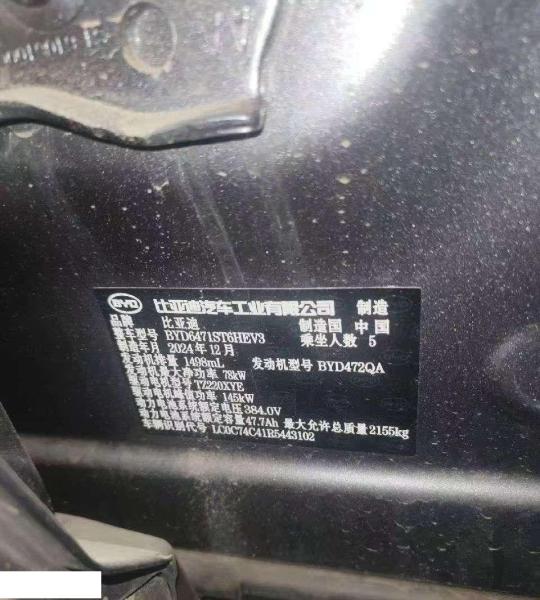 BYD 比亚迪汽车工业有限公司 制造
品牌 比亚迪 制造国 中国
整车型号 BYD6471ST6HEV3 乘坐人数 5
制造年月 2024年12月
发动机排量 1498mL 发动机型号 BYD472QA
发动机最大净功率 78kW
驱动电机型号 TZ220XYE
驱动电机峰值功率 145kW
动力电池系统额定电压 384.0V
动力电池系统额定容量 47.7Ah 最大允许总质量 2155kg
车辆识别代号 LC0C74C41R5443102